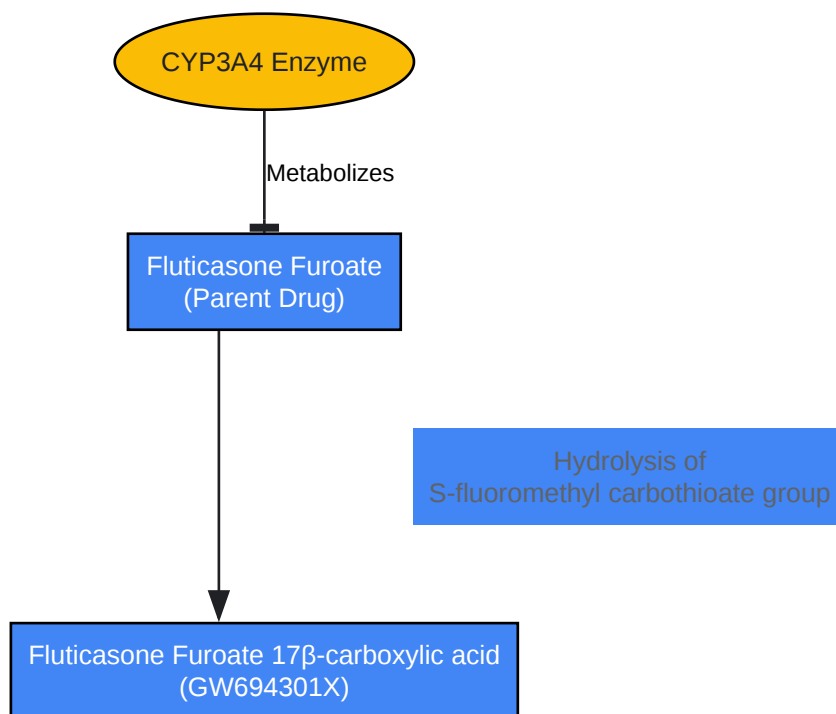 CYP3A4 Enzyme
Metabolizes
Fluticasone Furoate
(Parent Drug)
Hydrolysis of
S-fluoromethyl carbothioate group
Fluticasone Furoate 17β-carboxylic acid
(GW694301X)